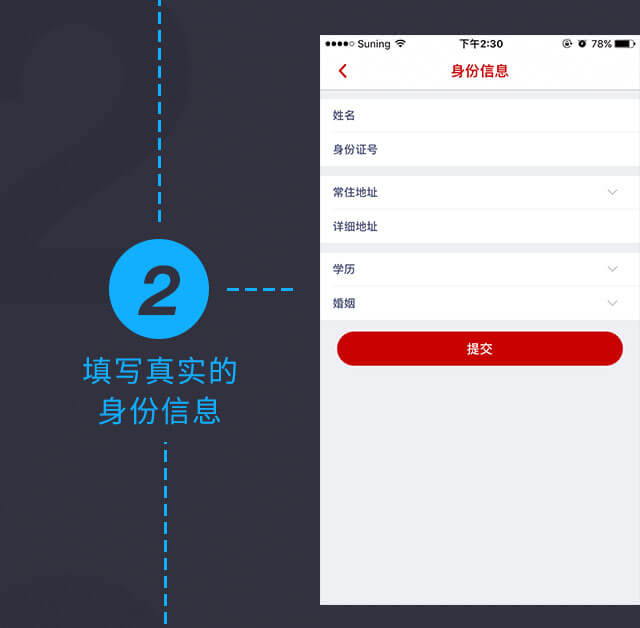 2
填写真实的
身份信息
Suning 下午2:30 78%
身份信息
姓名
身份证号
常住地址
详细地址
学历
婚姻
提交